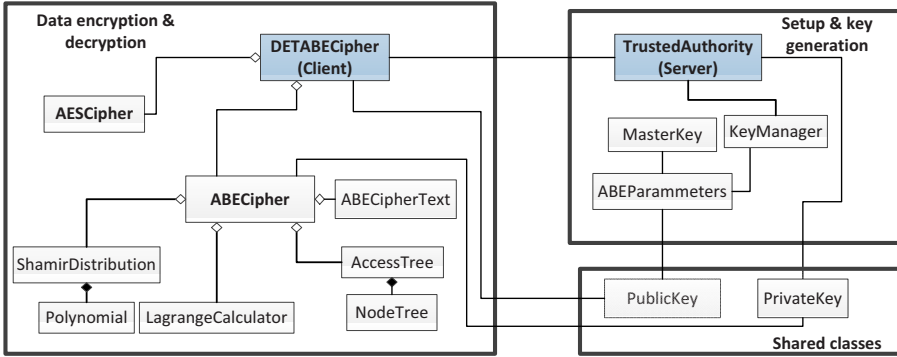 Data encryption &
decryption
DETABECipher
(Client)
TrustedAuthority
(Server)
Setup & key
generation
AESCipher
MasterKey
KeyManager
ABECipher
ABECipherText
ABEParammeters
ShamirDistribution
AccessTree
Polynomial
LagrangeCalculator
NodeTree
PublicKey
PrivateKey
Shared classes